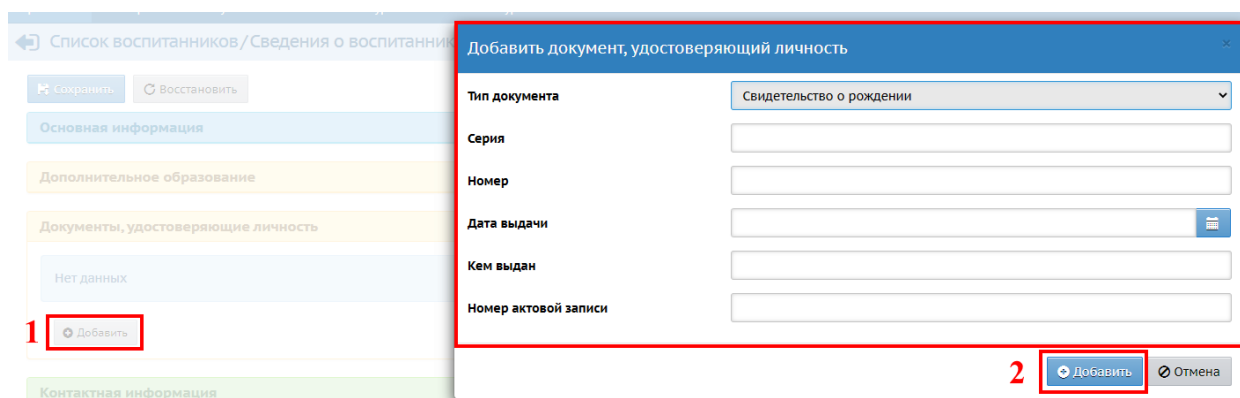 Список воспитанников/Сведения о воспитанник
Сохранить Восстановить
Основная информация
Дополнительное образование
Документы, удостоверяющие личность
Нет данных
1 Добавить
Контактная информация
Добавить документ, удостоверяющий личность ×
Тип документа Свидетельство о рождении
Серия
Номер
Дата выдачи
Кем выдан
Номер актовой записи
2 Добавить Отмена